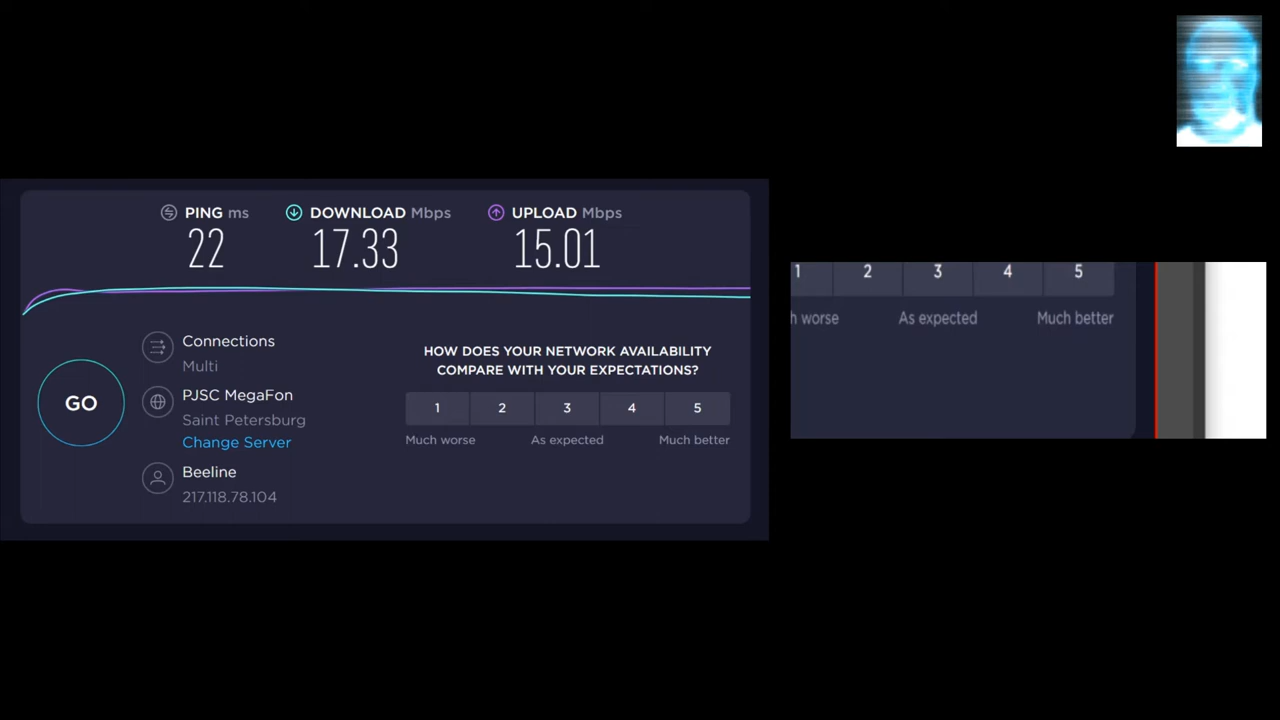 PING ms
DOWNLOAD Mbps
UPLOAD Mbps
22
17.33
15.01
GO
Connections
Multi
PJSC MegaFon
Saint Petersburg
Change Server
Beeline
217.118.78.104
HOW DOES YOUR NETWORK AVAILABILITY
COMPARE WITH YOUR EXPECTATIONS?
1 2 3 4 5
Much worse As expected Much better
1 2 3 4 5
h worse As expected Much better